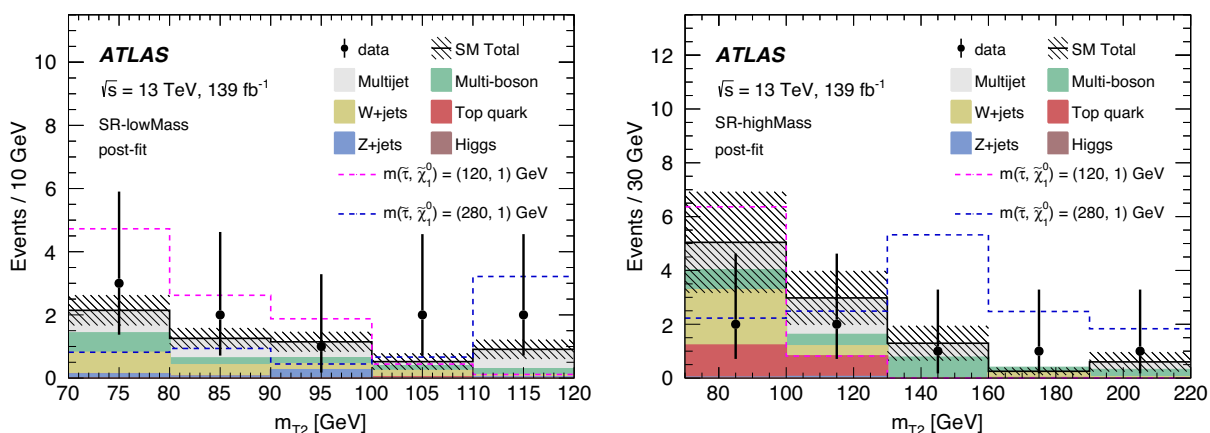 ATLAS
√s = 13 TeV, 139 fb⁻¹
SR-lowMass
post-fit
data
SM Total
Multijet
Multi-boson
W+jets
Top quark
Z+jets
Higgs
m(τ̃, χ̃⁰₁) = (120, 1) GeV
m(τ̃, χ̃⁰₁) = (280, 1) GeV
Events / 10 GeV
10
8
6
4
2
0
70 75 80 85 90 95 100 105 110 115 120
m_T2 [GeV]
ATLAS
√s = 13 TeV, 139 fb⁻¹
SR-highMass
post-fit
data
SM Total
Multijet
Multi-boson
W+jets
Top quark
Z+jets
Higgs
m(τ̃, χ̃⁰₁) = (120, 1) GeV
m(τ̃, χ̃⁰₁) = (280, 1) GeV
Events / 30 GeV
12
10
8
6
4
2
0
80 100 120 140 160 180 200 220
m_T2 [GeV]